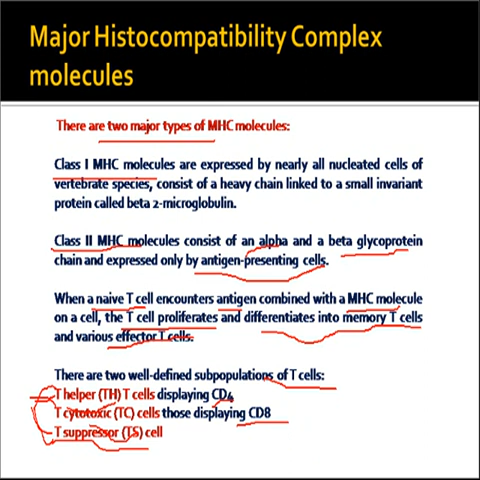 Major Histocompatibility Complex
molecules
There are two major types of MHC molecules:
Class I MHC molecules are expressed by nearly all nucleated cells of
vertebrate species, consist of a heavy chain linked to a small invariant
protein called beta 2-microglobulin.
Class II MHC molecules consist of an alpha and a beta glycoprotein
chain and expressed only by antigen-presenting cells.
When a naive T cell encounters antigen combined with a MHC molecule
on a cell, the T cell proliferates and differentiates into memory T cells
and various effector T cells.
There are two well-defined subpopulations of T cells:
T helper (TH) T cells displaying CD4
T cytotoxic (TC) cells those displaying CD8
T suppressor (TS) cell